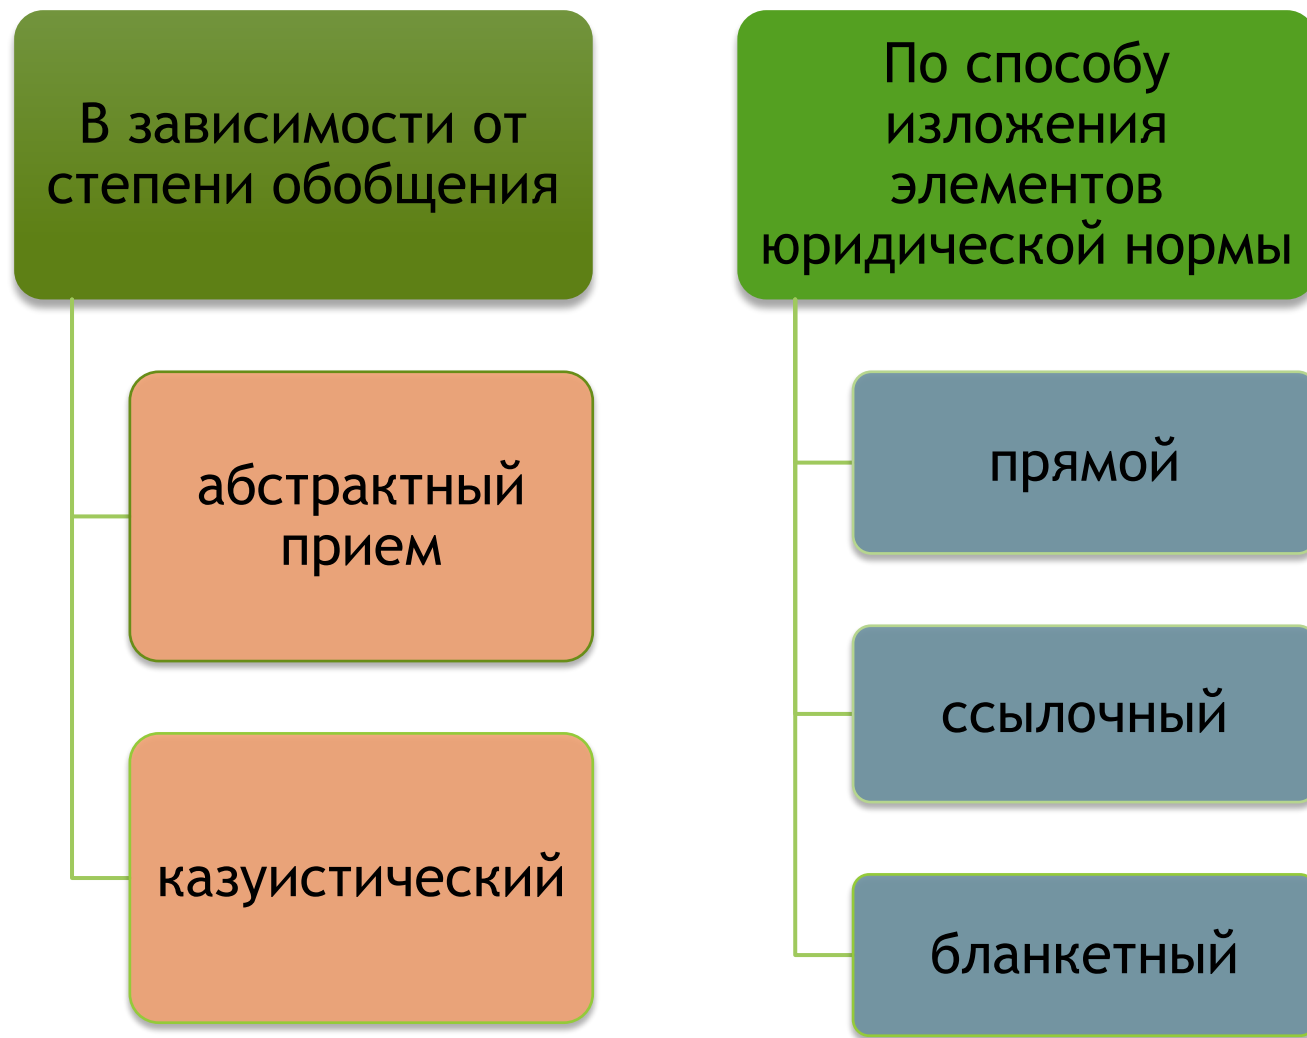 В зависимости от
степени обобщения
абстрактный
прием
казуистический
По способу
изложения
элементов
юридической нормы
прямой
ссылочный
бланкетный